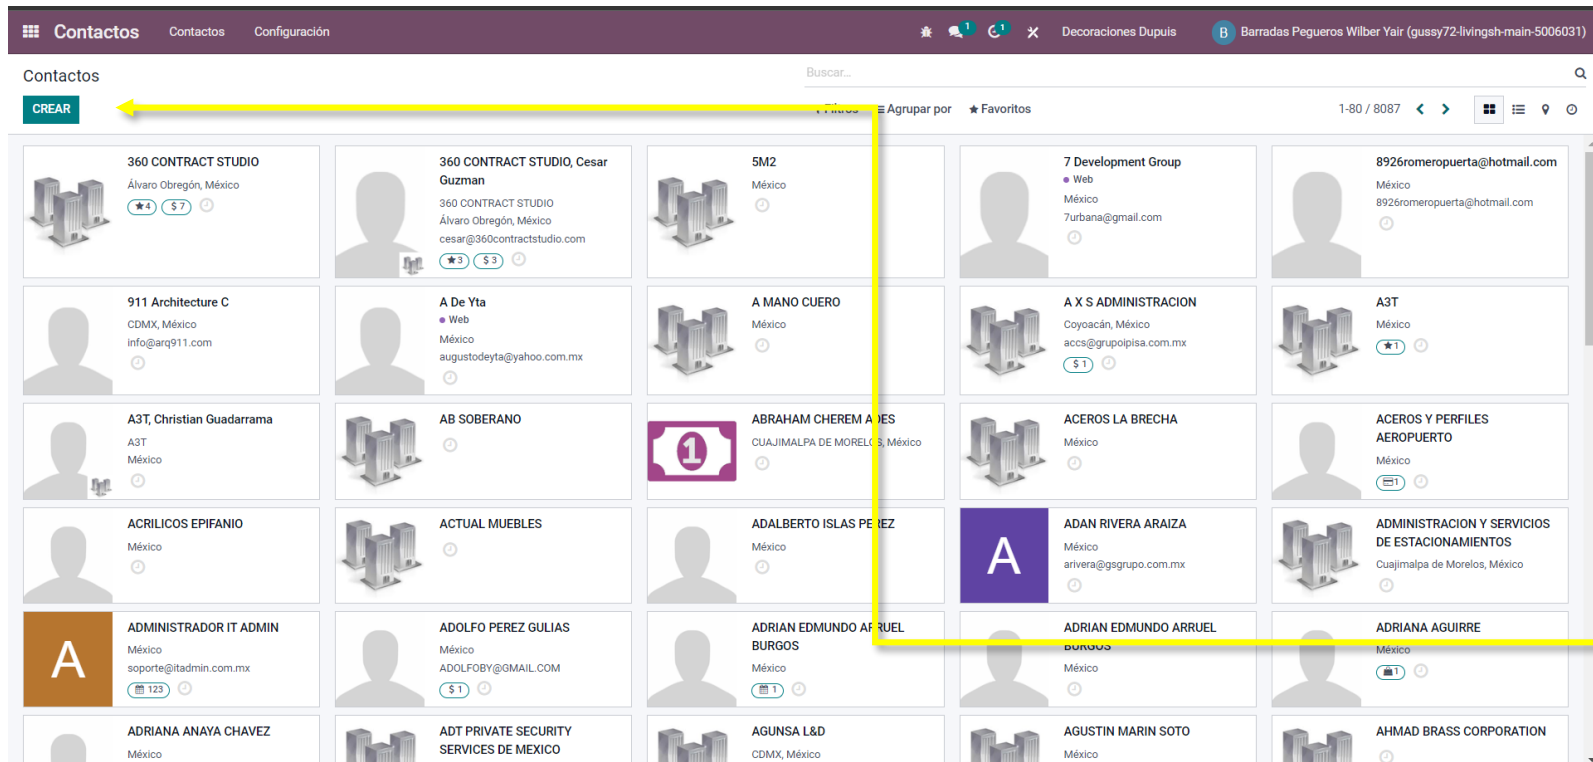 Contactos Contactos Configuración 1 1 Decoraciones Dupuis B Barradas Pegueros Wilber Yair (gussy72-livingsh-main-5006031)
Contactos Buscar...
CREAR Filtros Agrupar por Favoritos 1-80 / 8087
360 CONTRACT STUDIO
Álvaro Obregón, México
4 $ 7
360 CONTRACT STUDIO, Cesar
Guzman
360 CONTRACT STUDIO
Álvaro Obregón, México
cesar@360contractstudio.com
3 $ 3
5M2
México
7 Development Group
Web
México
7urbana@gmail.com
8926romeropuerta@hotmail.com
México
8926romeropuerta@hotmail.com
911 Architecture C
CDMX, México
info@arq911.com
A De Yta
Web
México
augustodeyta@yahoo.com.mx
A MANO CUERO
México
A X S ADMINISTRACION
Coyoacán, México
accs@grupoipisa.com.mx
$ 1
A3T
México
1
A3T, Christian Guadarrama
A3T
México
AB SOBERANO
1
ABRAHAM CHEREM ADES
CUAJIMALPA DE MORELOS, México
ACEROS LA BRECHA
México
ACEROS Y PERFILES
AEROPUERTO
México
1
ACRILICOS EPIFANIO
México
ACTUAL MUEBLES
ADALBERTO ISLAS PEREZ
México
A
ADAN RIVERA ARAIZA
México
arivera@gsgrupo.com.mx
ADMINISTRACION Y SERVICIOS
DE ESTACIONAMIENTOS
Cuajimalpa de Morelos, México
A
ADMINISTRADOR IT ADMIN
México
soporte@itadmin.com.mx
123
ADOLFO PEREZ GULIAS
México
ADOLFOBY@GMAIL.COM
$ 1
ADRIAN EDMUNDO ARRUEL
BURGOS
México
1
ADRIAN EDMUNDO ARRUEL
BURGOS
México
ADRIANA AGUIRRE
México
1
ADRIANA ANAYA CHAVEZ
México
ADT PRIVATE SECURITY
SERVICES DE MEXICO
AGUNSA L&D
CDMX, México
AGUSTIN MARIN SOTO
México
AHMAD BRASS CORPORATION